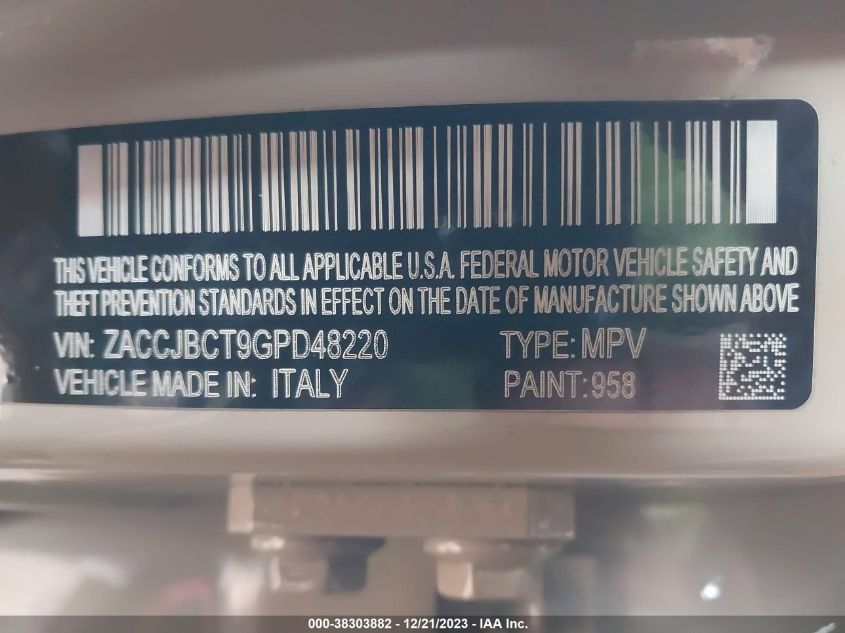 THIS VEHICLE CONFORMS TO ALL APPLICABLE U.S.A. FEDERAL MOTOR VEHICLE SAFETY AND
THEFT PREVENTION STANDARDS IN EFFECT ON THE DATE OF MANUFACTURE SHOWN ABOVE
VIN: ZACCJBCT9GPD48220 TYPE: MPV
VEHICLE MADE IN: ITALY PAINT:958
000-38303882 - 12/21/2023 - IAA Inc.